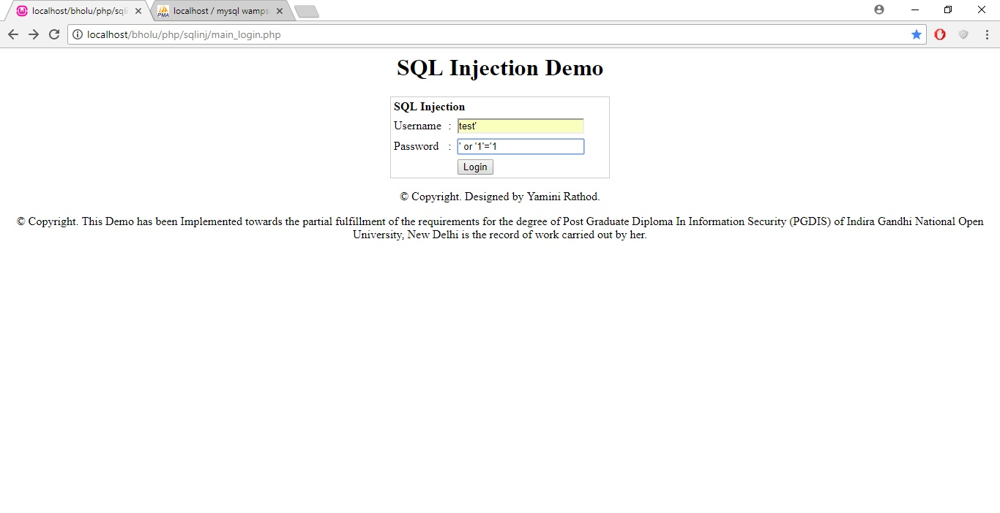 localhost/bholu/php/sqli
localhost / mysql wamps
localhost/bholu/php/sqlinj/main_login.php
SQL Injection Demo
SQL Injection
Username : test'
Password : ' or '1'='1
Login
© Copyright. Designed by Yamini Rathod.
© Copyright. This Demo has been Implemented towards the partial fulfillment of the requirements for the degree of Post Graduate Diploma In Information Security (PGDIS) of Indira Gandhi National Open
University, New Delhi is the record of work carried out by her.